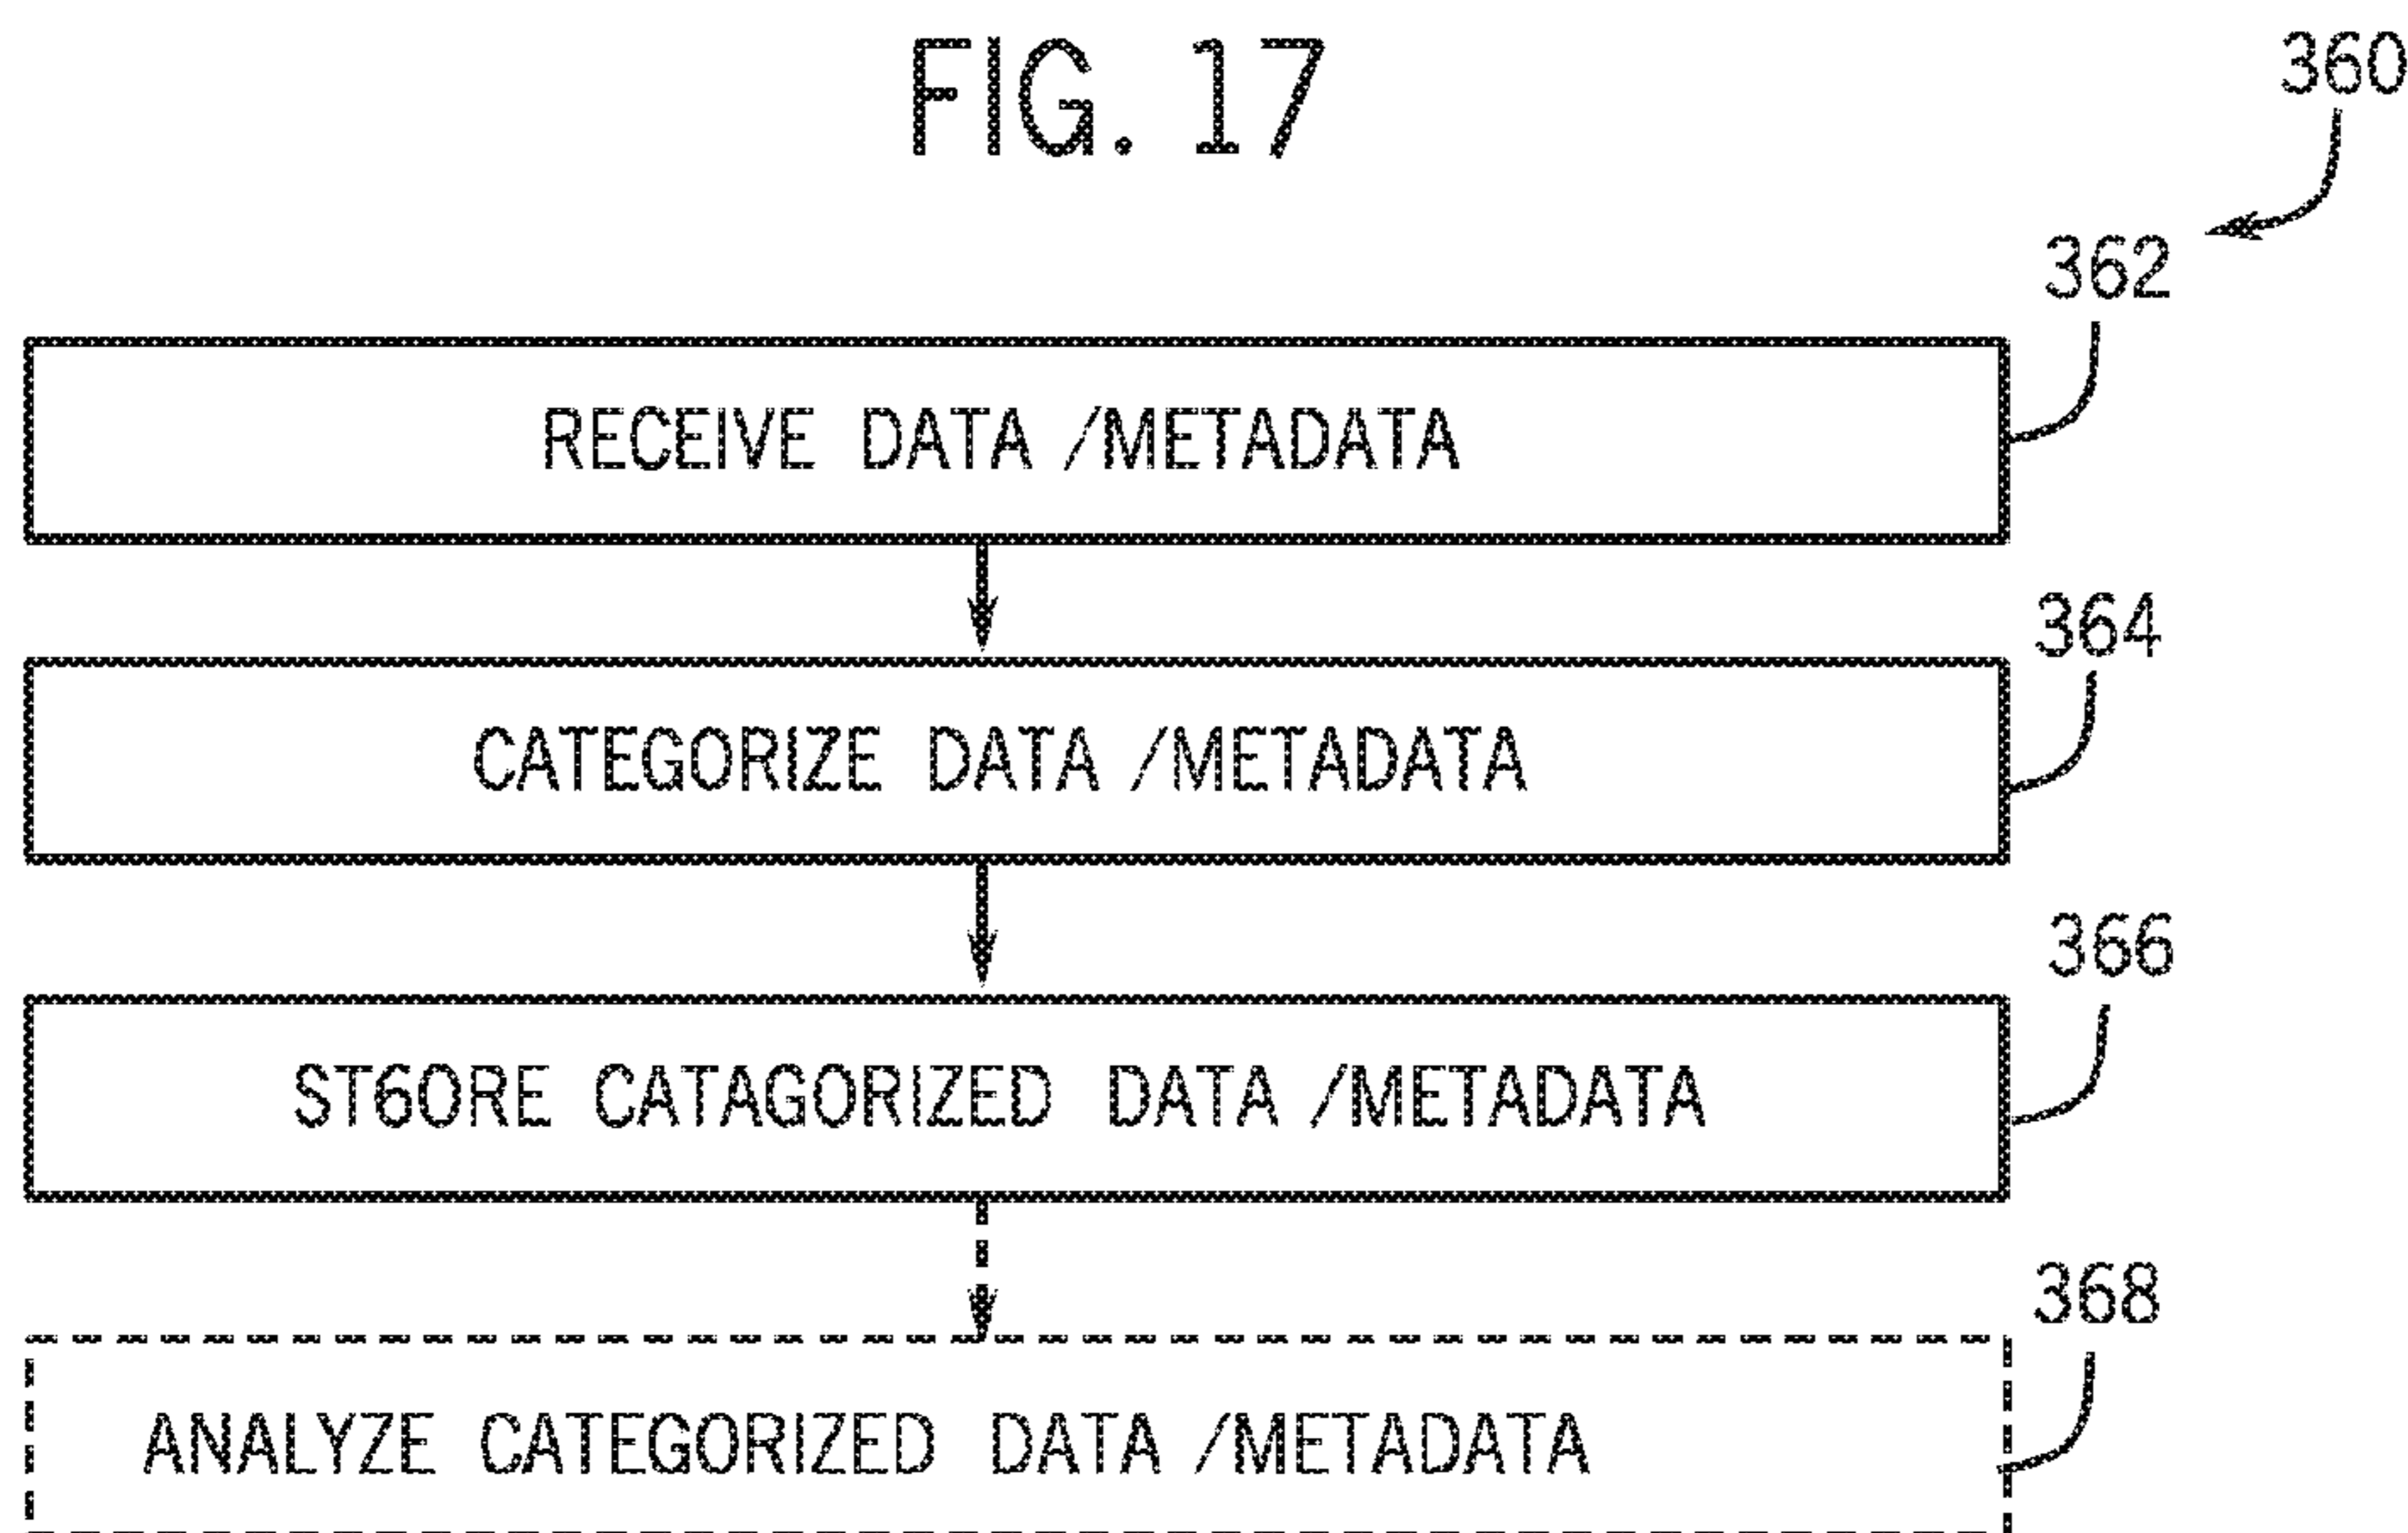 FIG. 17
360
362
RECEIVE DATA /METADATA
364
CATEGORIZE DATA /METADATA
366
ST6ORE CATAGORIZED DATA /METADATA
368
ANALYZE CATEGORIZED DATA /METADATA